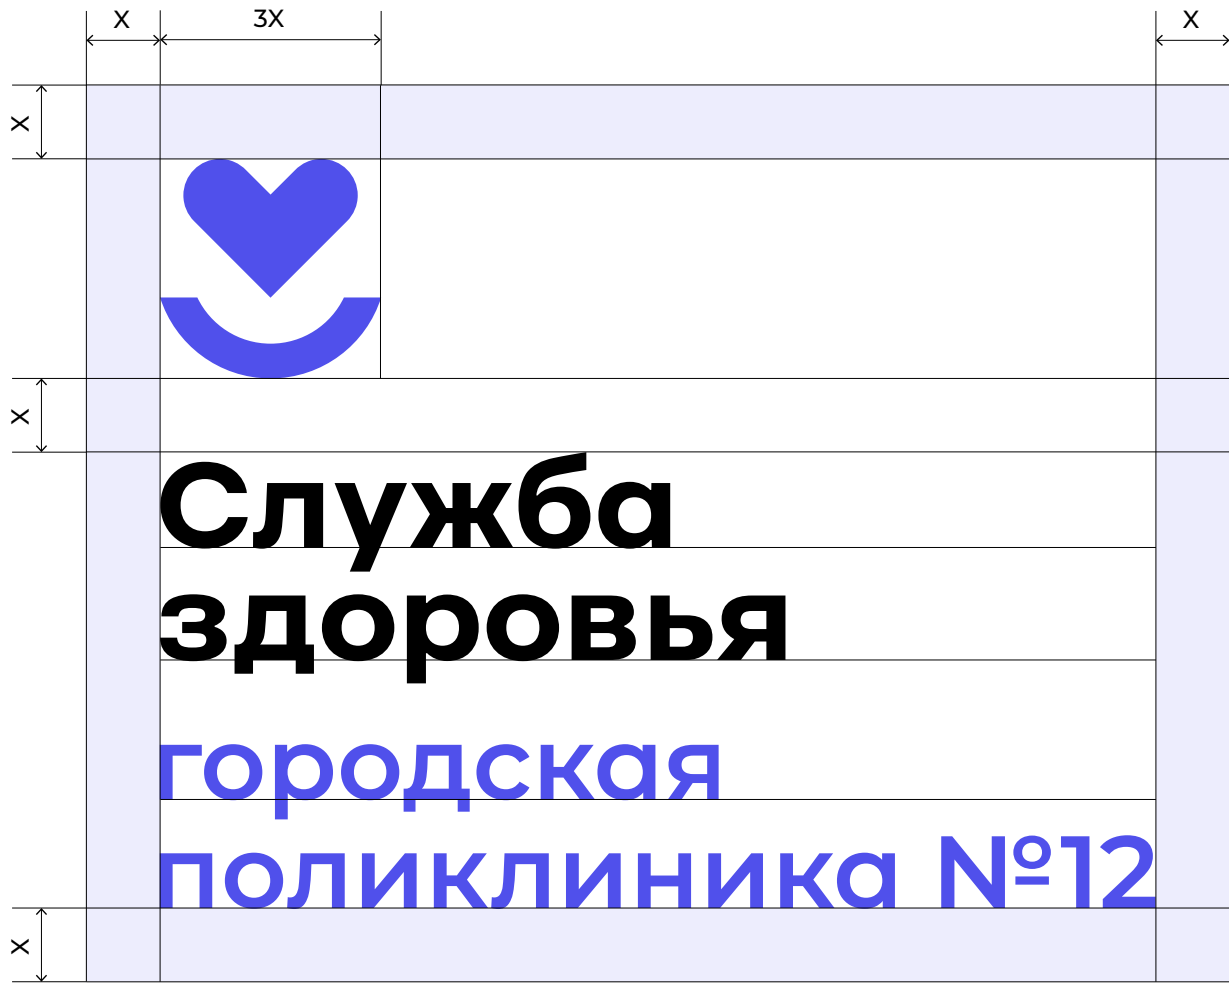 X 3X X
X
X
Служба
здоровья
городская
поликлиника №12
X